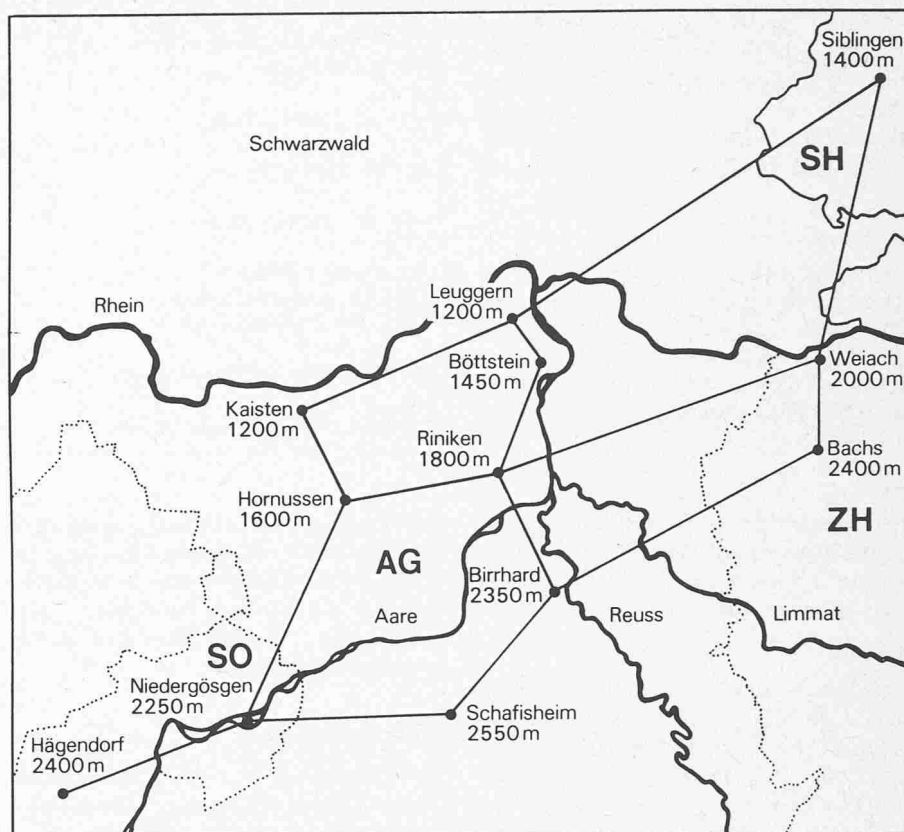 Siblingen
1400 m
Schwarzwald
SH
Rhein
Leuggern
1200 m
Böttstein
1450 m
Weiach
2000 m
Kaisten
1200 m
Riniken
1800 m
Bachs
2400 m
Hornussen
1600 m
ZH
AG
Birrhard
2350 m
Aare
Reuss
Limmat
SO
Niedergösgen
2250 m
Schafisheim
2550 m
Hägendorf
2400 m